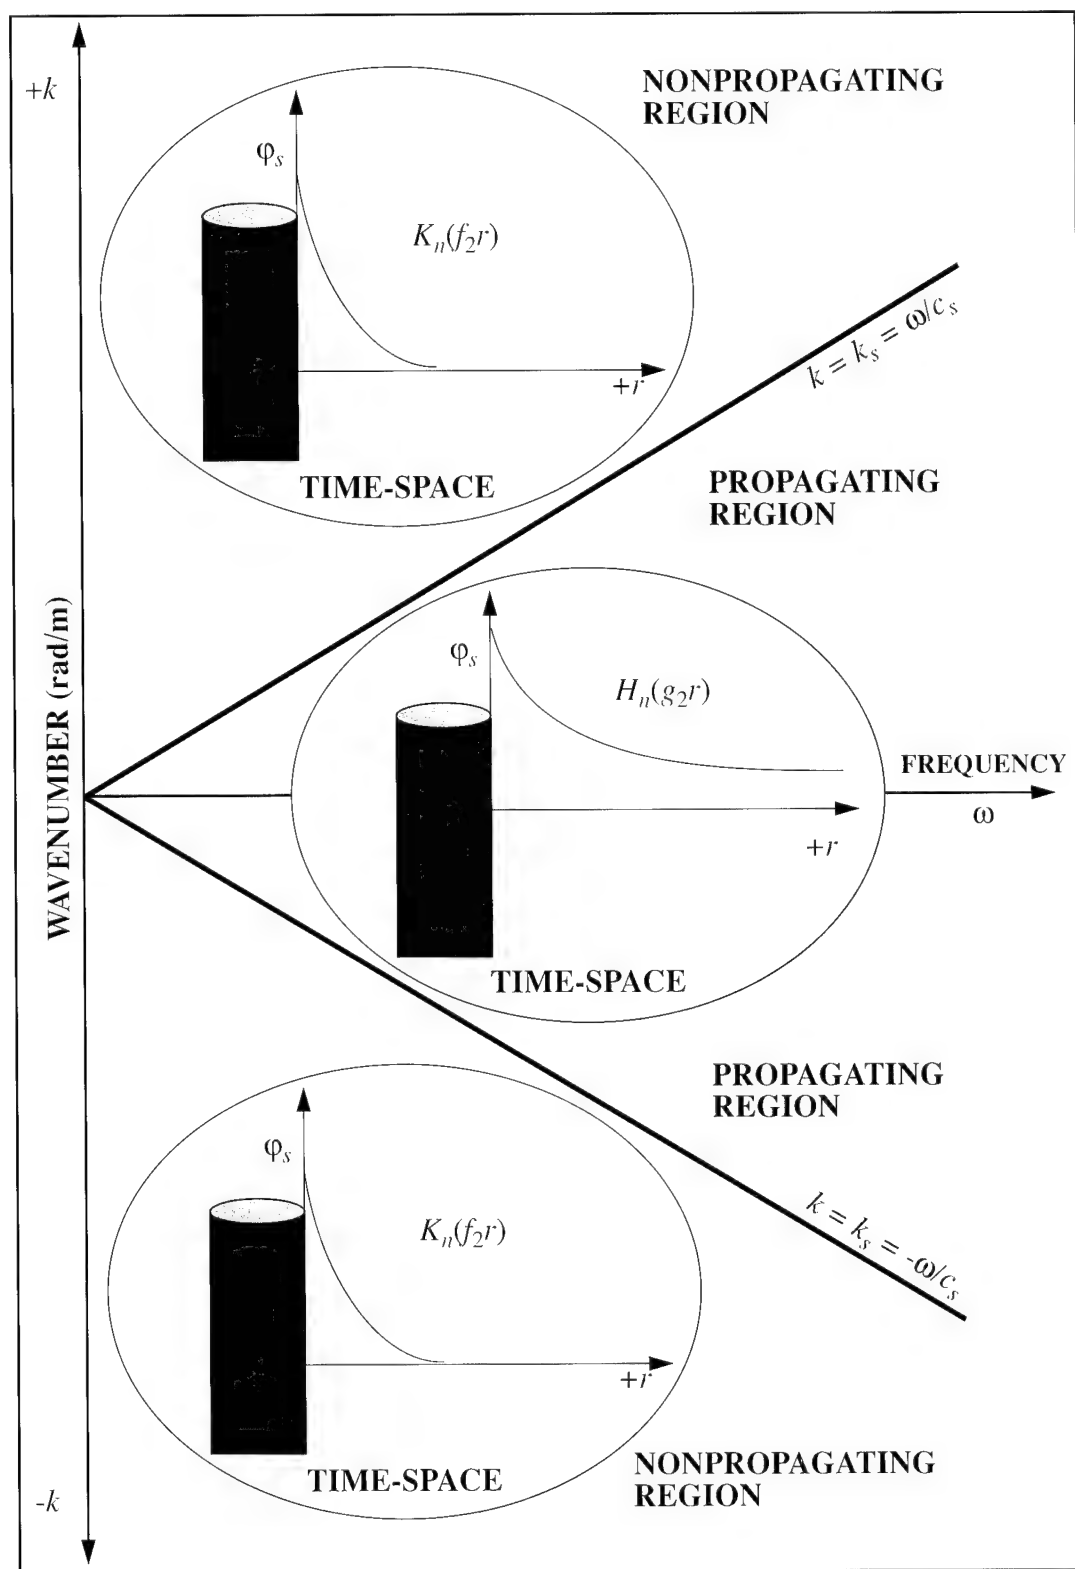 +k
NONPROPAGATING
REGION
φₛ
Kₙ(f₂r)
k = kₛ = ω/cₛ
+r
TIME-SPACE
PROPAGATING
REGION
WAVENUMBER (rad/m)
φₛ
Hₙ(g₂r)
FREQUENCY
ω
+r
TIME-SPACE
PROPAGATING
REGION
φₛ
Kₙ(f₂r)
k = kₛ = -ω/cₛ
+r
TIME-SPACE
NONPROPAGATING
REGION
-k